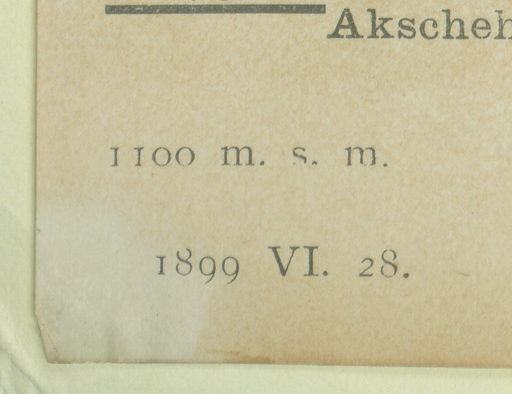 Akscheh
1100 m. s. m.
1899 VI. 28.